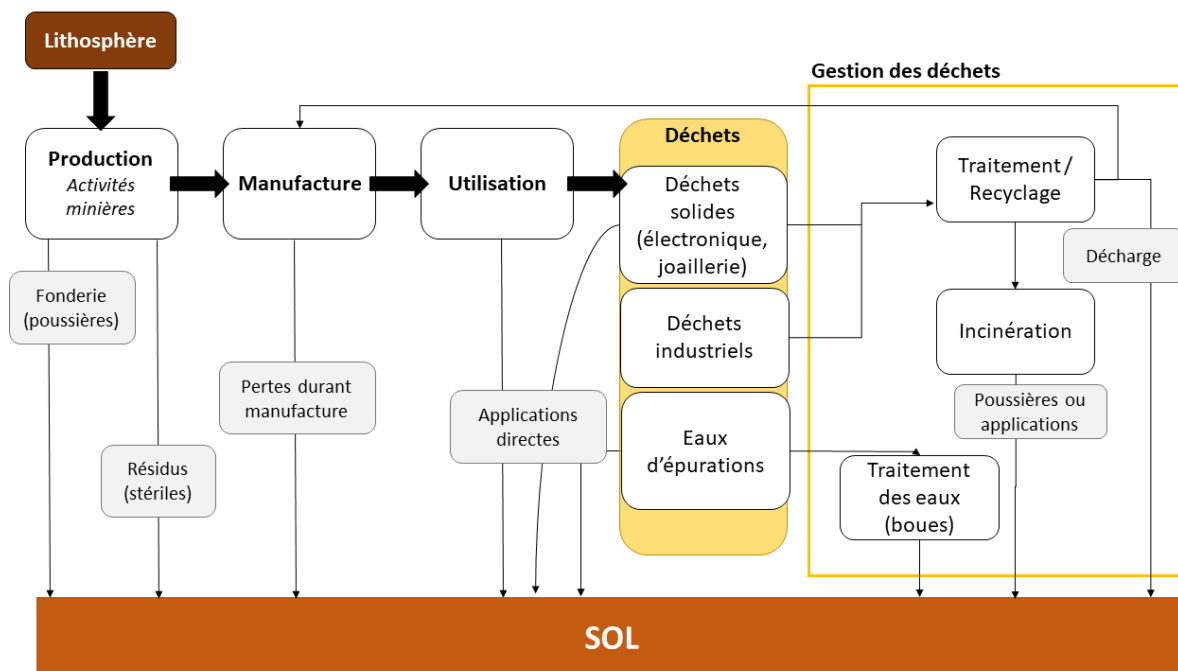 Lithosphère
Gestion des déchets
Production
Activités
minières
Manufacture
Utilisation
Déchets
Déchets
solides
(électronique,
joaillerie)
Déchets
industriels
Eaux
d'épurations
Traitement /
Recyclage
Décharge
Incinération
Poussières ou
applications
Traitement
des eaux
(boues)
Fonderie
(poussières)
Résidus
(stériles)
Pertes durant
manufacture
Applications
directes
SOL